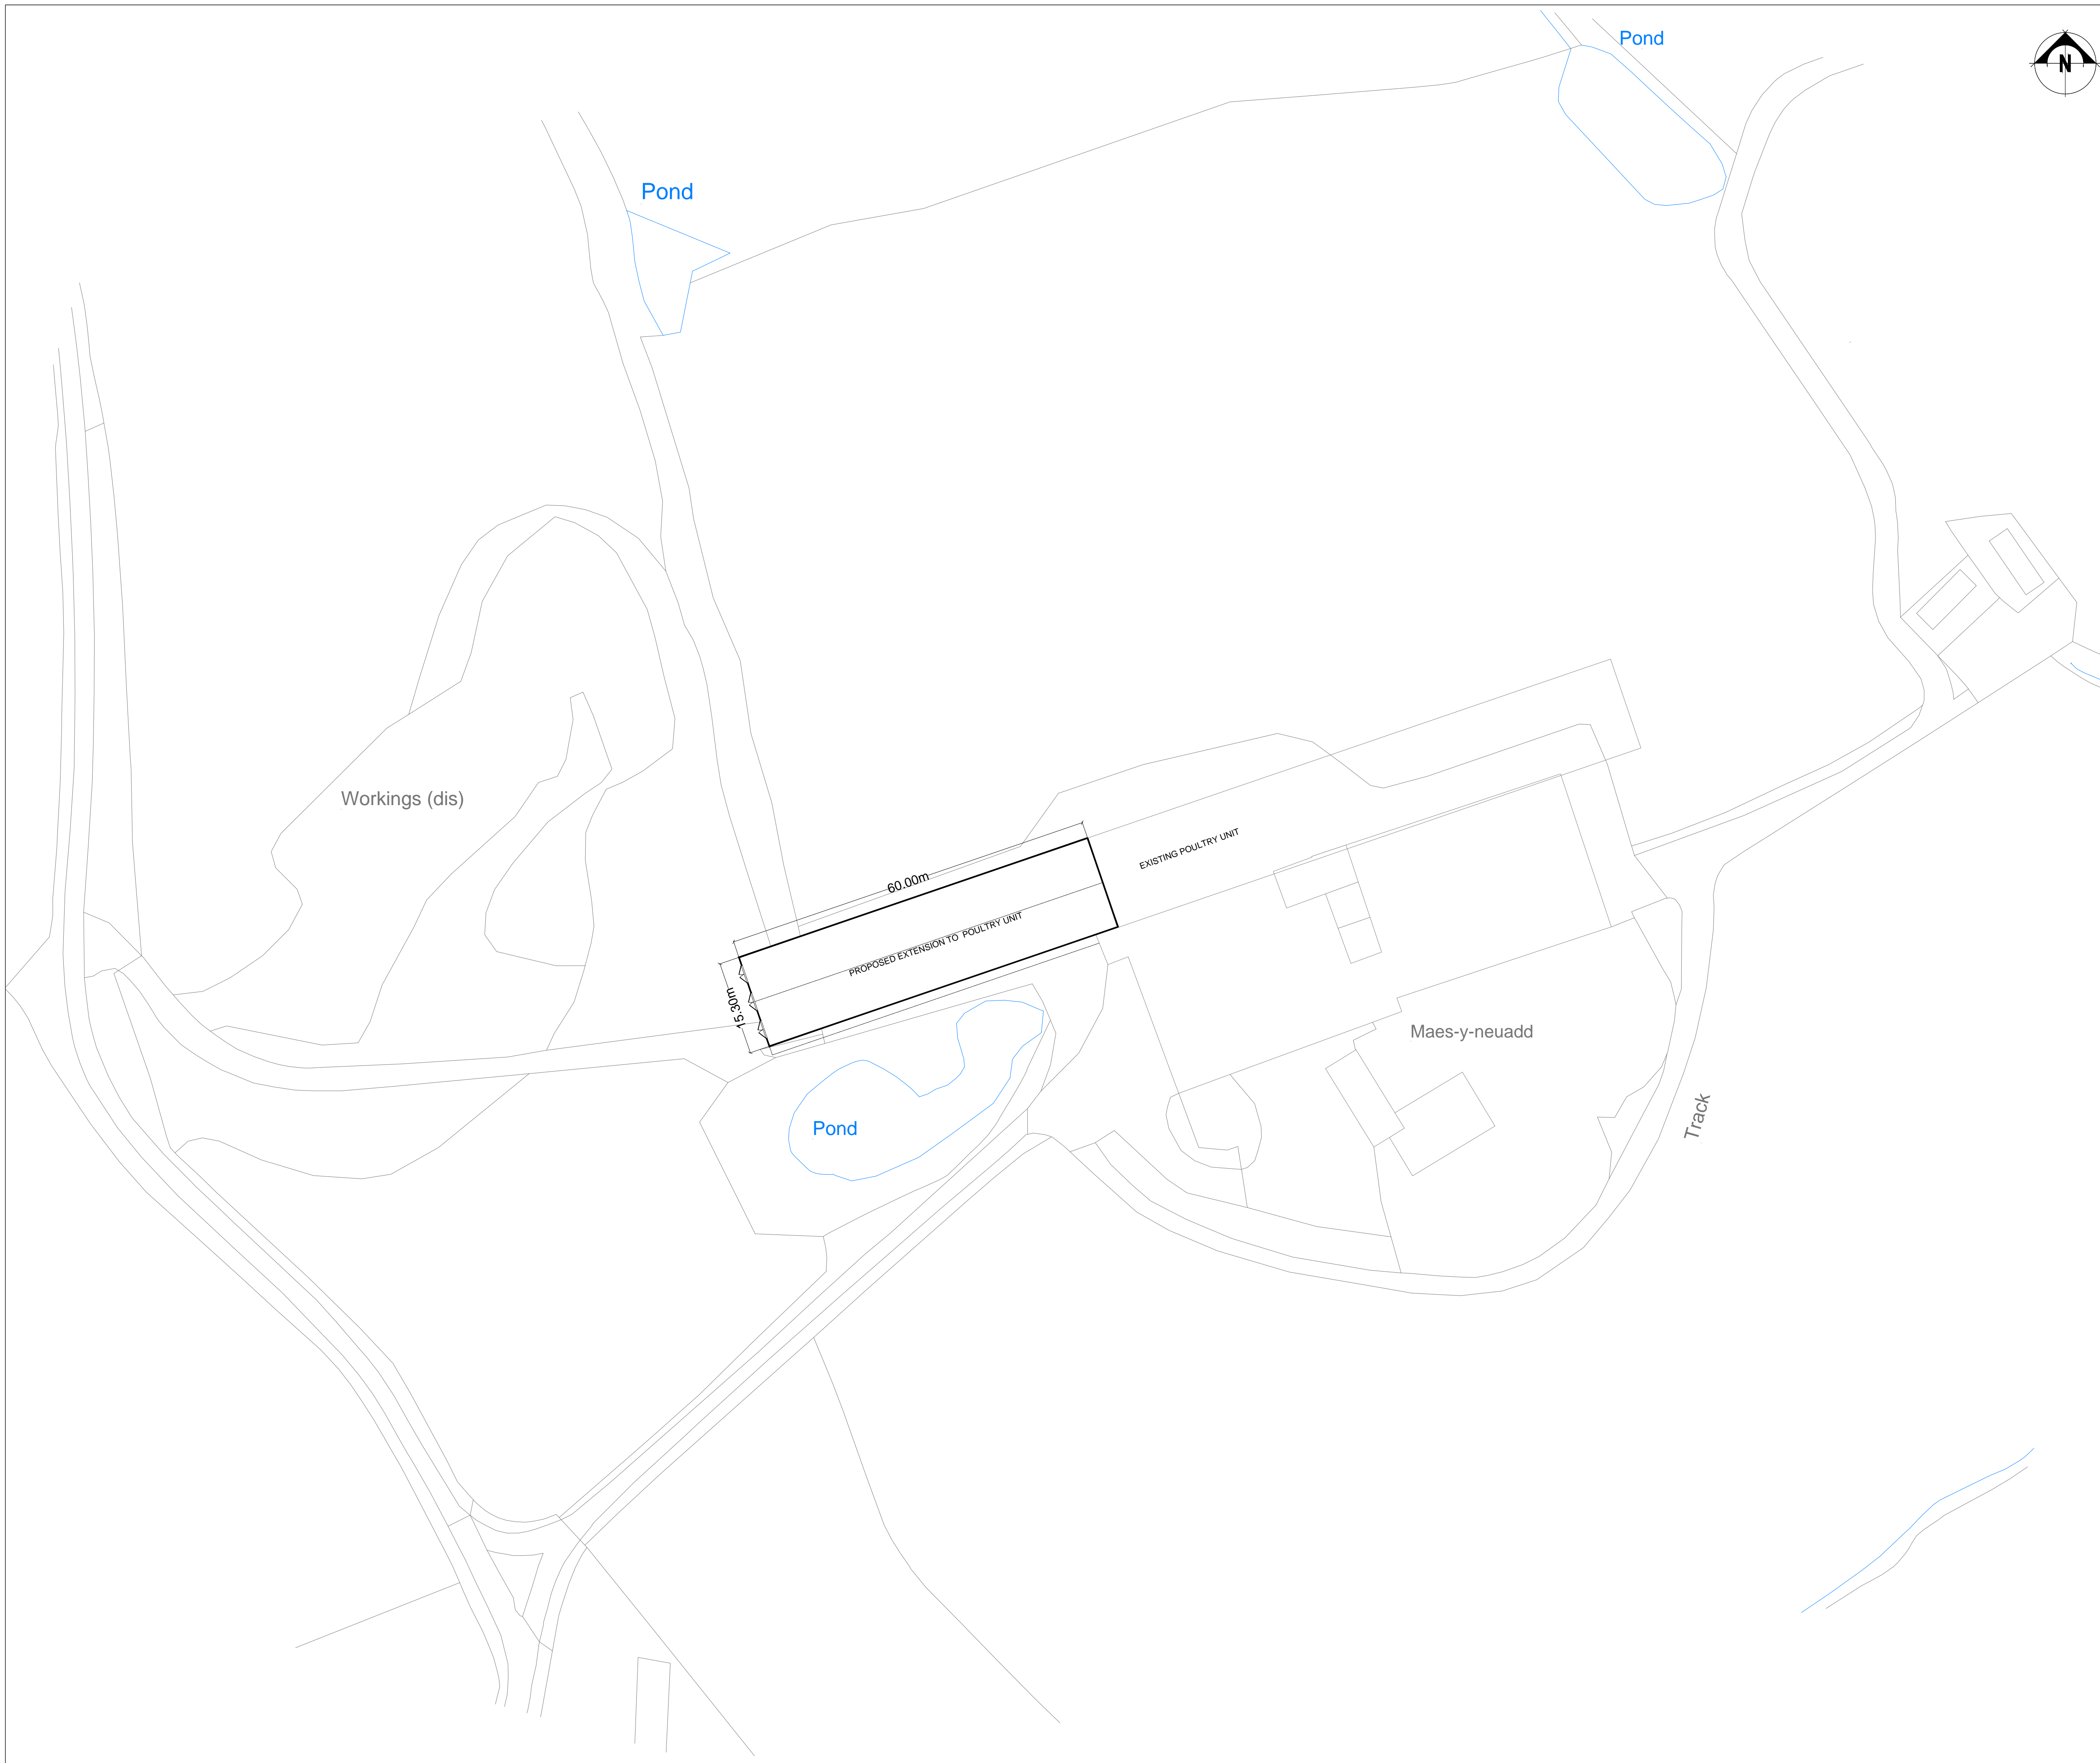 Pond
N
Pond
Workings (dis)
EXISTING POULTRY UNIT
60.00m
PROPOSED EXTENSION TO POULTRY UNIT
15.30m
Maes-y-neuadd
Pond
Track